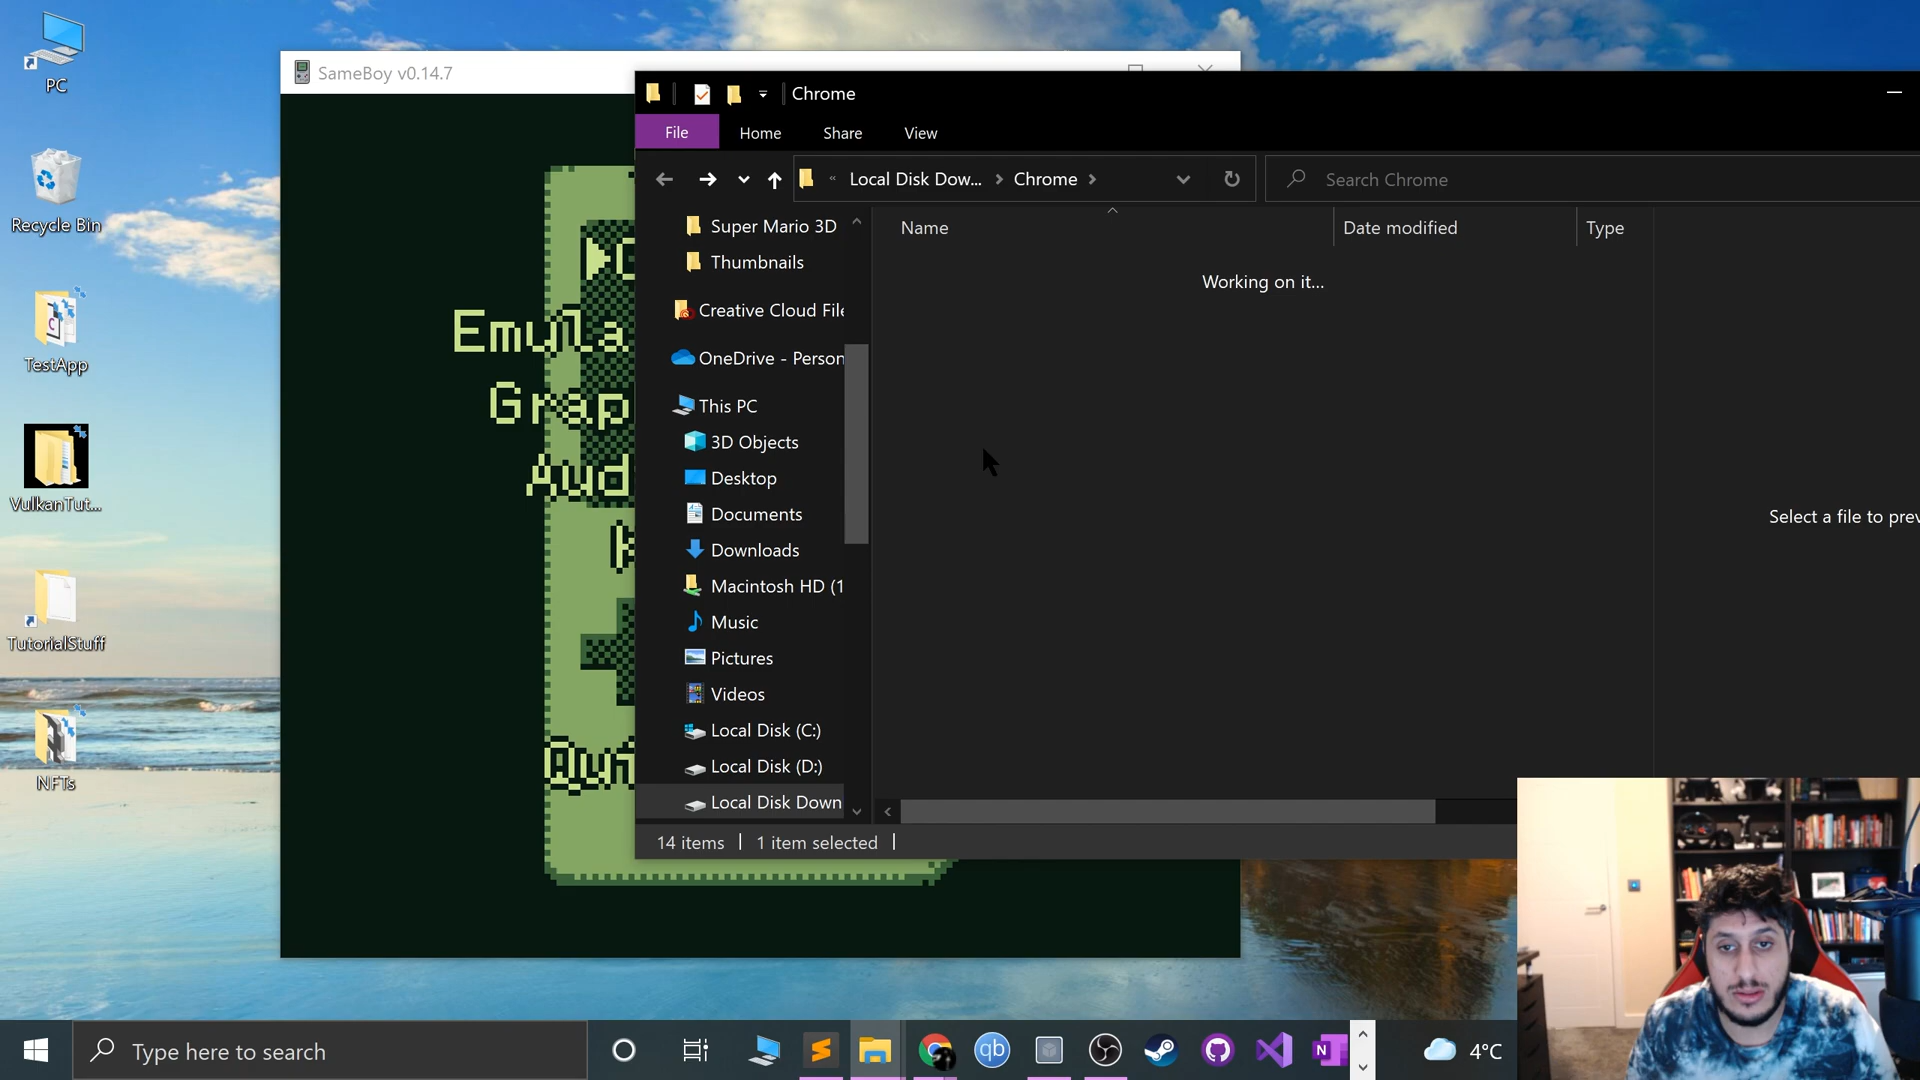 PC
Recycle Bin
TestApp
VulkanTut...
TutorialStuff
NFTs
SameBoy v0.14.7
Chrome
File
Home
Share
View
« Local Disk Dow... › Chrome ›
Search Chrome
Name
Date modified
Type
Working on it...
Super Mario 3D
Thumbnails
Creative Cloud File
OneDrive - Person
This PC
3D Objects
Desktop
Documents
Downloads
Macintosh HD (1
Music
Pictures
Videos
Local Disk (C:)
Local Disk (D:)
Local Disk Down
Select a file to prev
14 items
1 item selected
Emula
Grap
Aud
Type here to search
qb
N
4°C